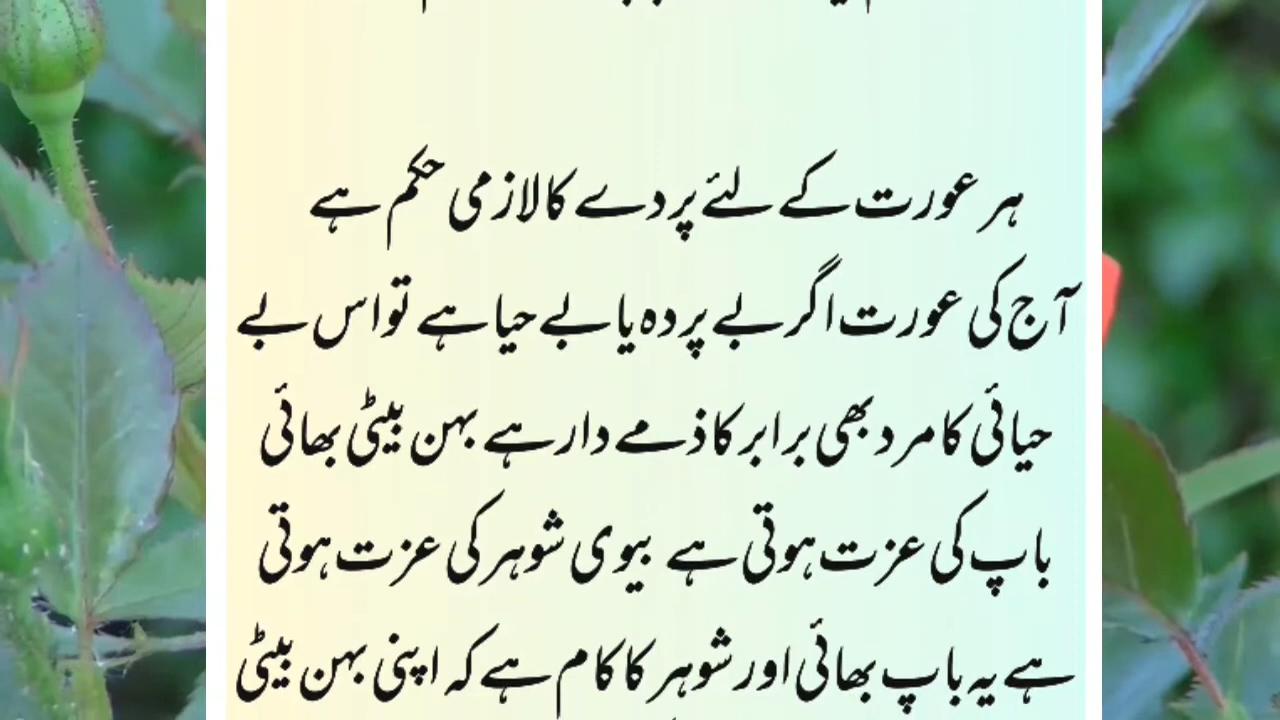 ہر عورت کے لئے پردے کا لازمی حکم ہے
آج کی عورت اگر بے پردہ یا بے حیا ہے تو اس بے
حیائی کا مرد بھی برابر کا ذمے دار ہے بہن بیٹی بھائی
باپ کی عزت ہوتی ہے بیوی شوہر کی عزت ہوتی
ہے یہ باپ بھائی اور شوہر کا کام ہے کہ اپنی بہن بیٹی